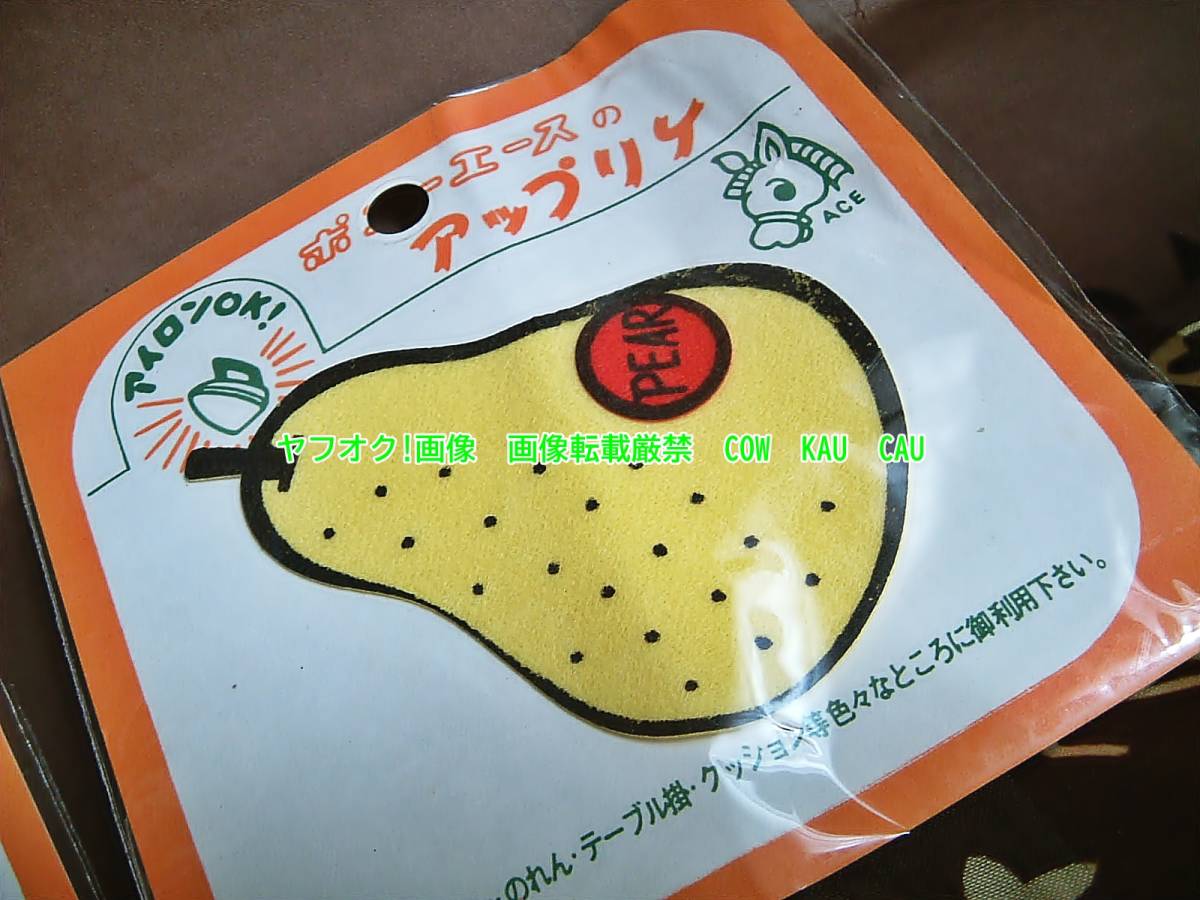 ポニーエースの
アップリケ
ACE
アイロンOK!
PEAR
ヤフオク!画像 画像転載厳禁 COW KAU CAU
のれん・テーブル掛・クッション等色々なところに御利用下さい。